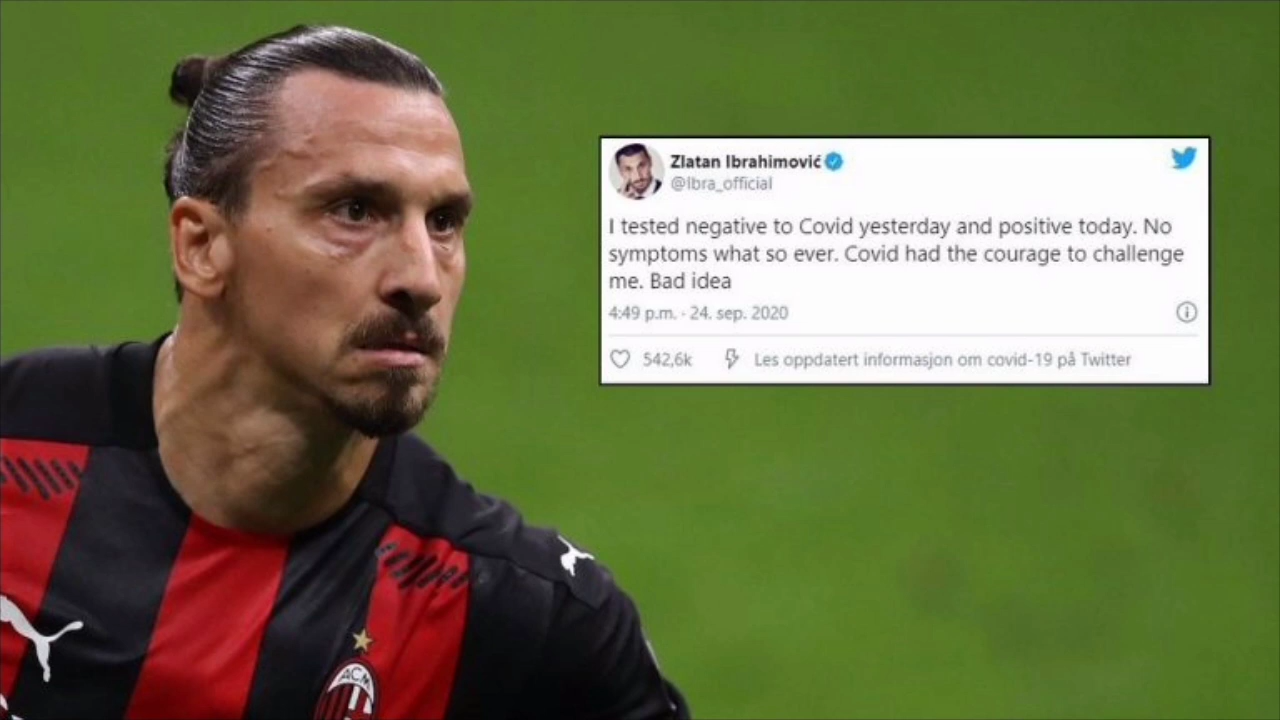 Zlatan Ibrahimović
@Ibra_official
I tested negative to Covid yesterday and positive today. No
symptoms what so ever. Covid had the courage to challenge
me. Bad idea
4:49 p.m. · 24. sep. 2020
542,6k Les oppdatert informasjon om covid-19 på Twitter
ACM